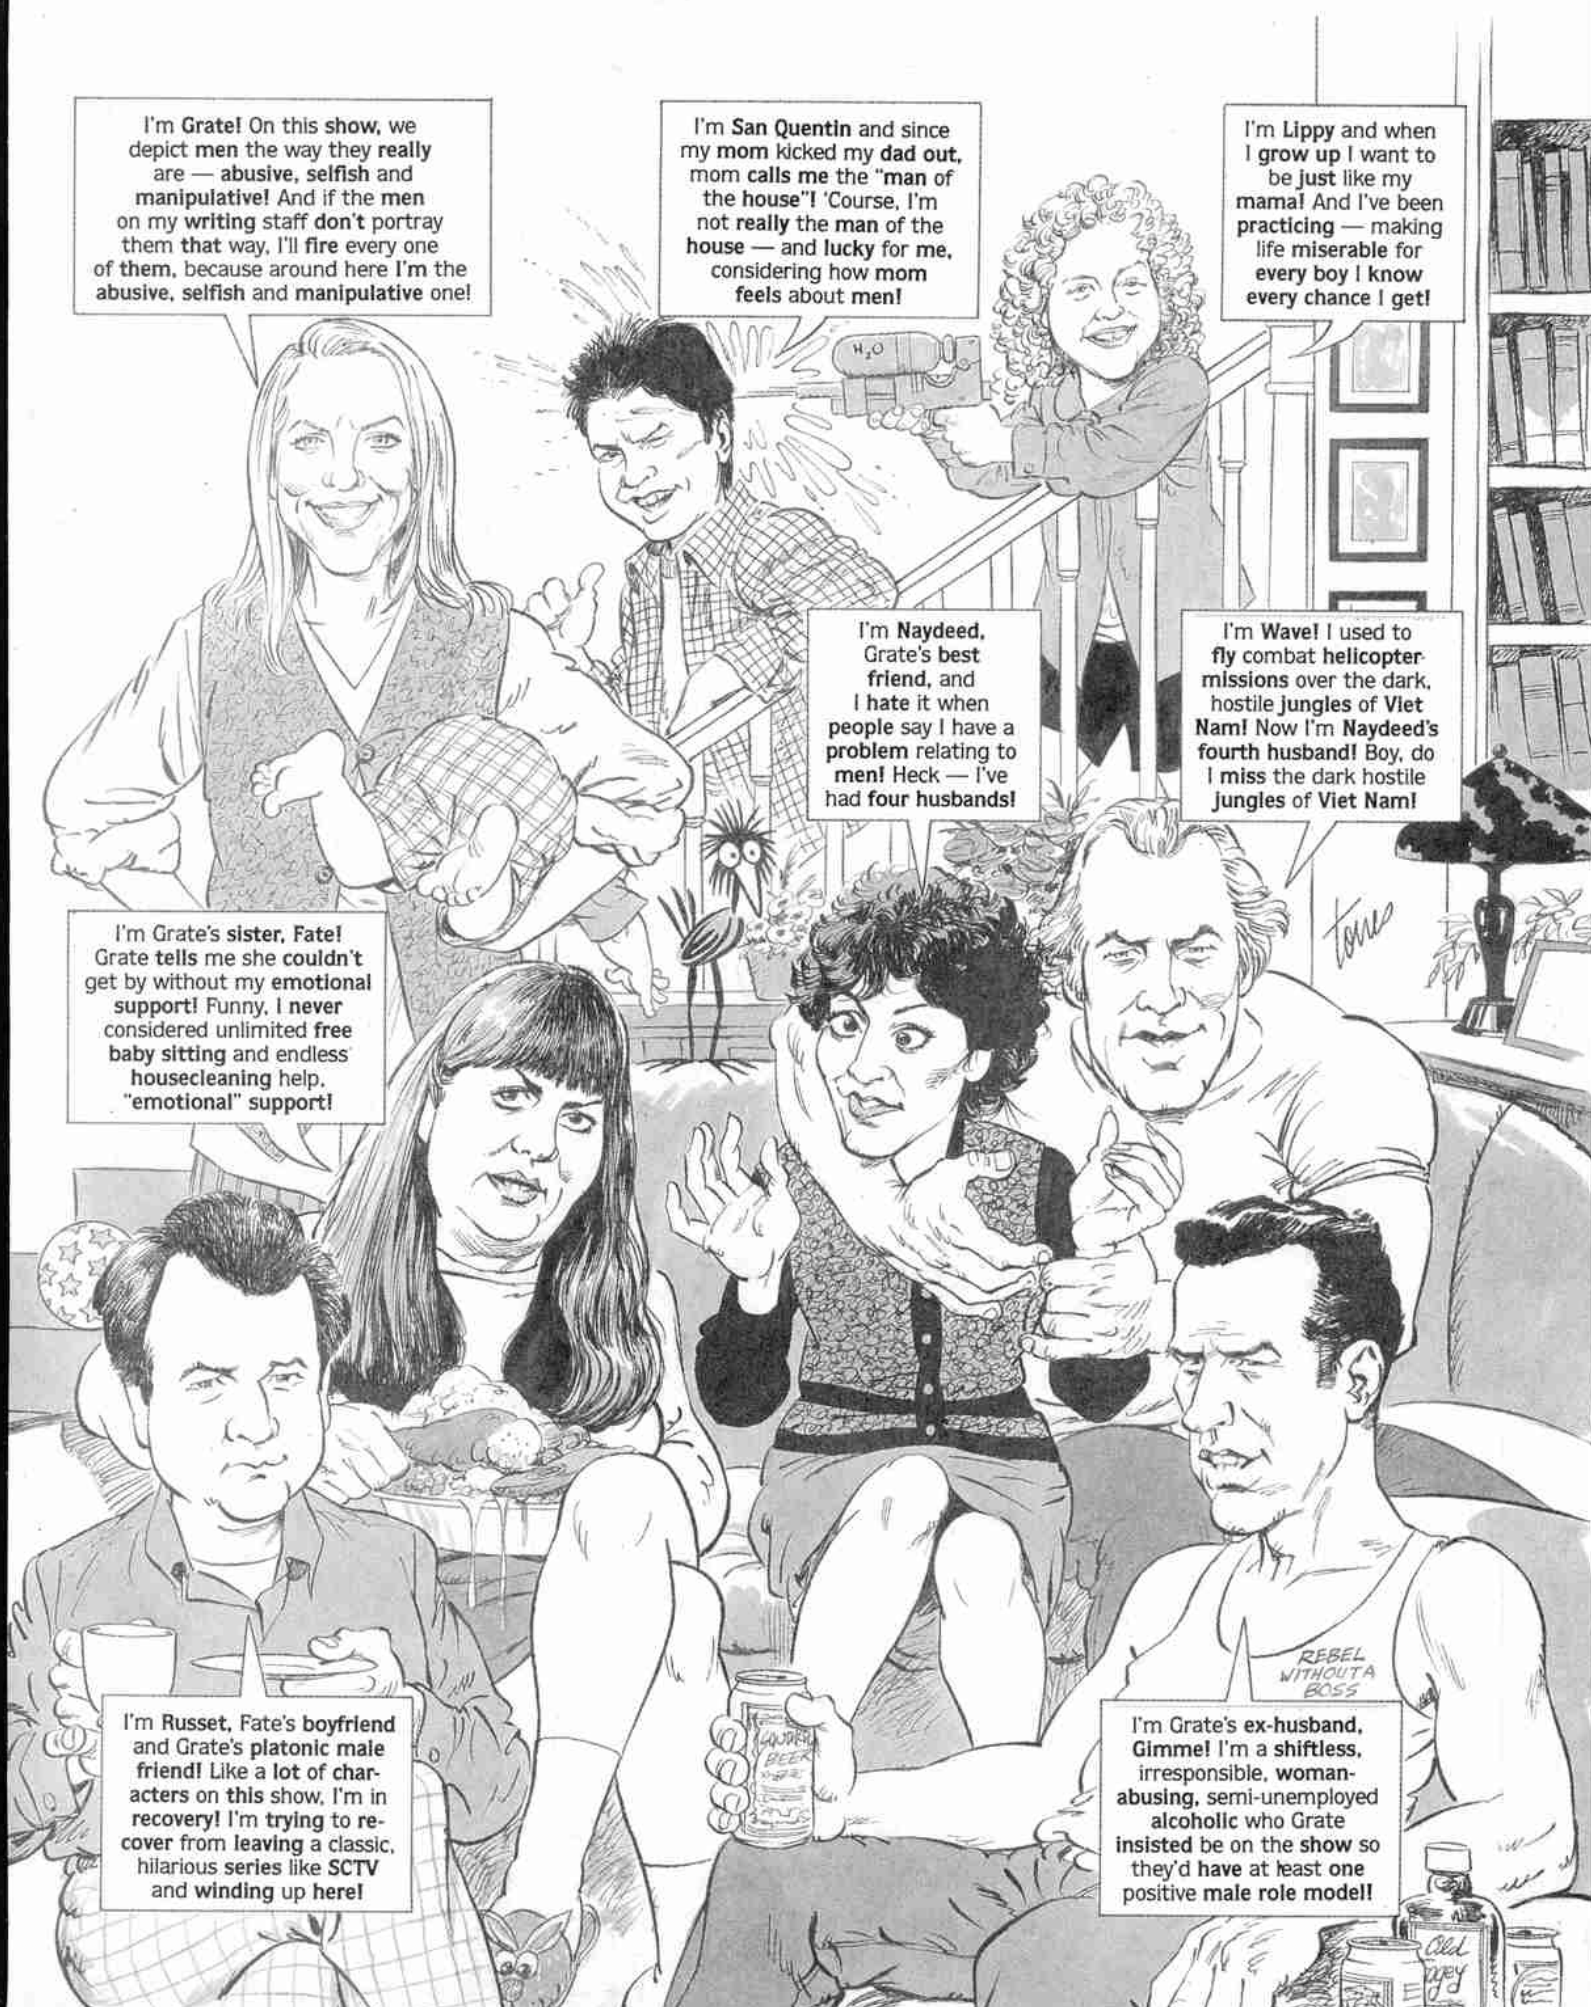 I'm Grate! On this show, we
depict men the way they really
are — abusive, selfish and
manipulative! And if the men
on my writing staff don't portray
them that way, I'll fire every one
of them, because around here I'm the
abusive, selfish and manipulative one!
I'm San Quentin and since
my mom kicked my dad out,
mom calls me the "man of
the house"! 'Course, I'm
not really the man of the
house — and lucky for me,
considering how mom
feels about men!
I'm Lippy and when
I grow up I want to
be just like my
mama! And I've been
practicing — making
life miserable for
every boy I know
every chance I get!
H₂O
I'm Naydeed,
Grate's best
friend, and
I hate it when
people say I have a
problem relating to
men! Heck — I've
had four husbands!
I'm Wave! I used to
fly combat helicopter
missions over the dark,
hostile jungles of Viet
Nam! Now I'm Naydeed's
fourth husband! Boy, do
I miss the dark hostile
jungles of Viet Nam!
Torres
I'm Grate's sister, Fate!
Grate tells me she couldn't
get by without my emotional
support! Funny, I never
considered unlimited free
baby sitting and endless
housecleaning help,
"emotional" support!
REBEL
WITHOUT A
BOSS
BEER
I'm Russet, Fate's boyfriend
and Grate's platonic male
friend! Like a lot of char-
acters on this show, I'm in
recovery! I'm trying to re-
cover from leaving a classic,
hilarious series like SCTV
and winding up here!
I'm Grate's ex-husband,
Gimme! I'm a shiftless,
irresponsible, woman-
abusing, semi-unemployed
alcoholic who Grate
insisted be on the show so
they'd have at least one
positive male role model!
Old